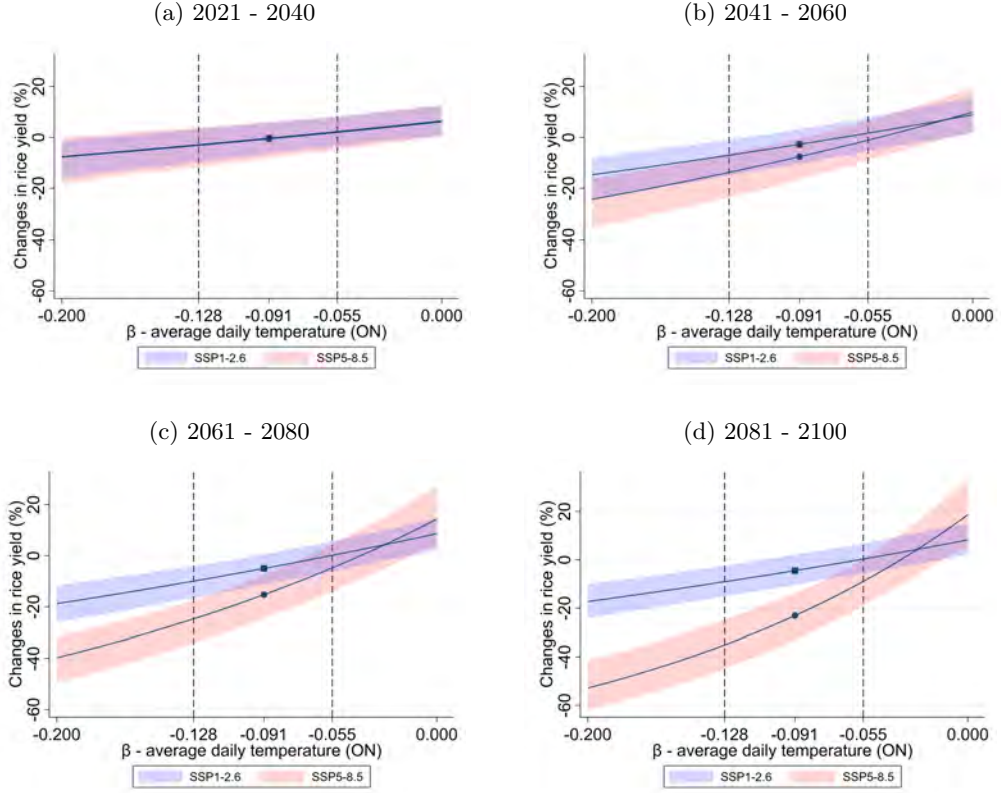 (a) 2021 - 2040
Changes in rice yield (%)
20
0
-20
-40
-60
-0.200 -0.128 -0.091 -0.055 0.000
β - average daily temperature (ON)
SSP1-2.6 SSP5-8.5
(b) 2041 - 2060
Changes in rice yield (%)
20
0
-20
-40
-60
-0.200 -0.128 -0.091 -0.055 0.000
β - average daily temperature (ON)
SSP1-2.6 SSP5-8.5
(c) 2061 - 2080
Changes in rice yield (%)
20
0
-20
-40
-60
-0.200 -0.128 -0.091 -0.055 0.000
β - average daily temperature (ON)
SSP1-2.6 SSP5-8.5
(d) 2081 - 2100
Changes in rice yield (%)
20
0
-20
-40
-60
-0.200 -0.128 -0.091 -0.055 0.000
β - average daily temperature (ON)
SSP1-2.6 SSP5-8.5